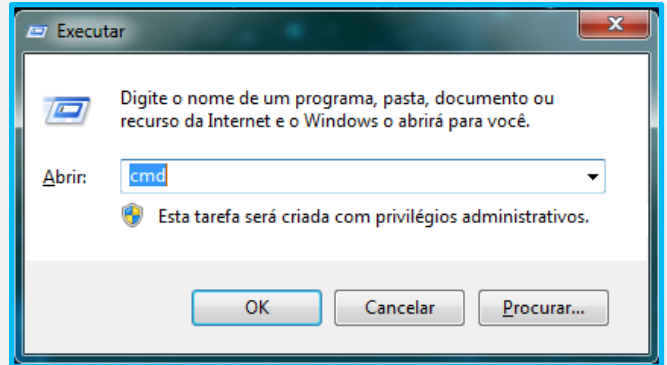 Executar
Digite o nome de um programa, pasta, documento ou
recurso da Internet e o Windows o abrirá para você.
Abrir: cmd
Esta tarefa será criada com privilégios administrativos.
OK Cancelar Procurar...